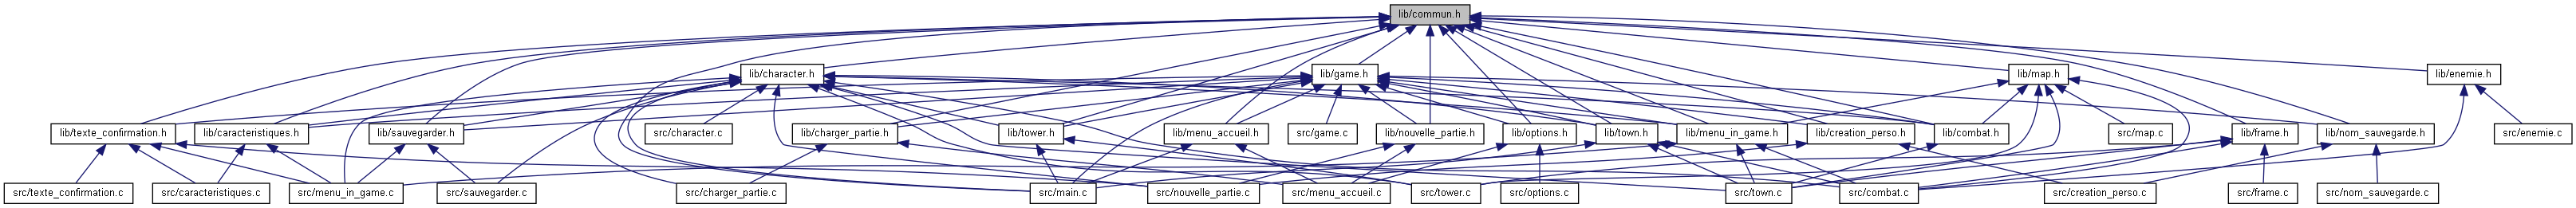 lib/commun.h
lib/character.h
lib/game.h
lib/map.h
lib/enemie.h
lib/texte_confirmation.h
lib/caracteristiques.h
lib/sauvegarder.h
src/character.c
lib/charger_partie.h
lib/tower.h
lib/menu_accueil.h
src/game.c
lib/nouvelle_partie.h
lib/options.h
lib/town.h
lib/menu_in_game.h
lib/creation_perso.h
lib/combat.h
src/map.c
lib/frame.h
lib/nom_sauvegarde.h
src/enemie.c
src/texte_confirmation.c
src/caracteristiques.c
src/menu_in_game.c
src/sauvegarder.c
src/charger_partie.c
src/main.c
src/nouvelle_partie.c
src/menu_accueil.c
src/tower.c
src/options.c
src/town.c
src/combat.c
src/creation_perso.c
src/frame.c
src/nom_sauvegarde.c